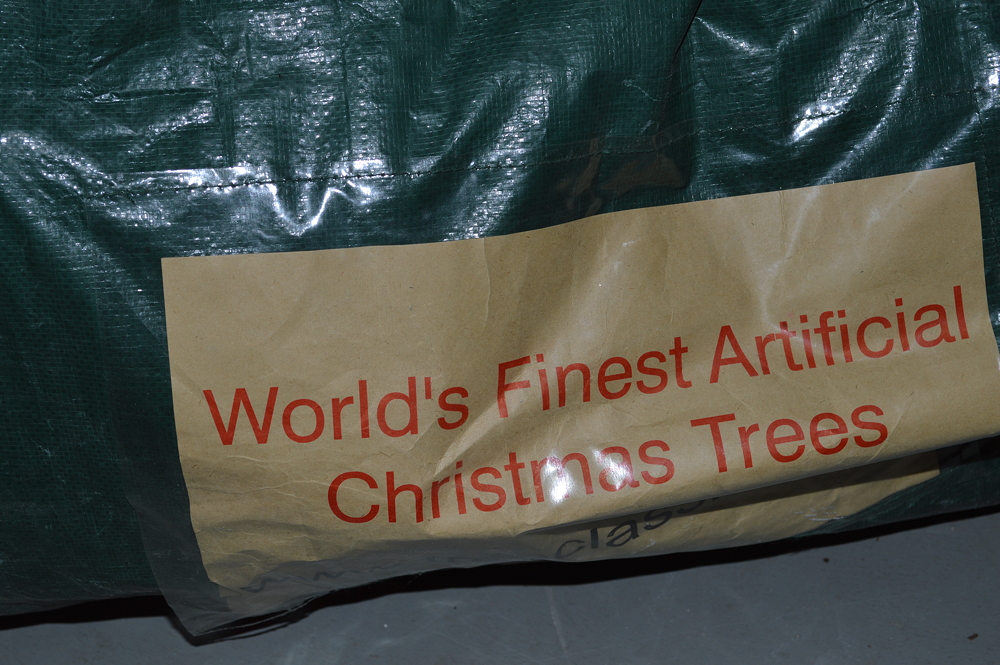 World's Finest Artificial
Christmas Trees